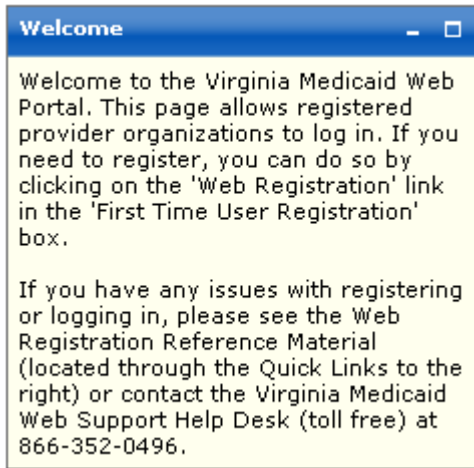 Welcome
Welcome to the Virginia Medicaid Web
Portal. This page allows registered
provider organizations to log in. If you
need to register, you can do so by
clicking on the 'Web Registration' link
in the 'First Time User Registration'
box.
If you have any issues with registering
or logging in, please see the Web
Registration Reference Material
(located through the Quick Links to the
right) or contact the Virginia Medicaid
Web Support Help Desk (toll free) at
866-352-0496.